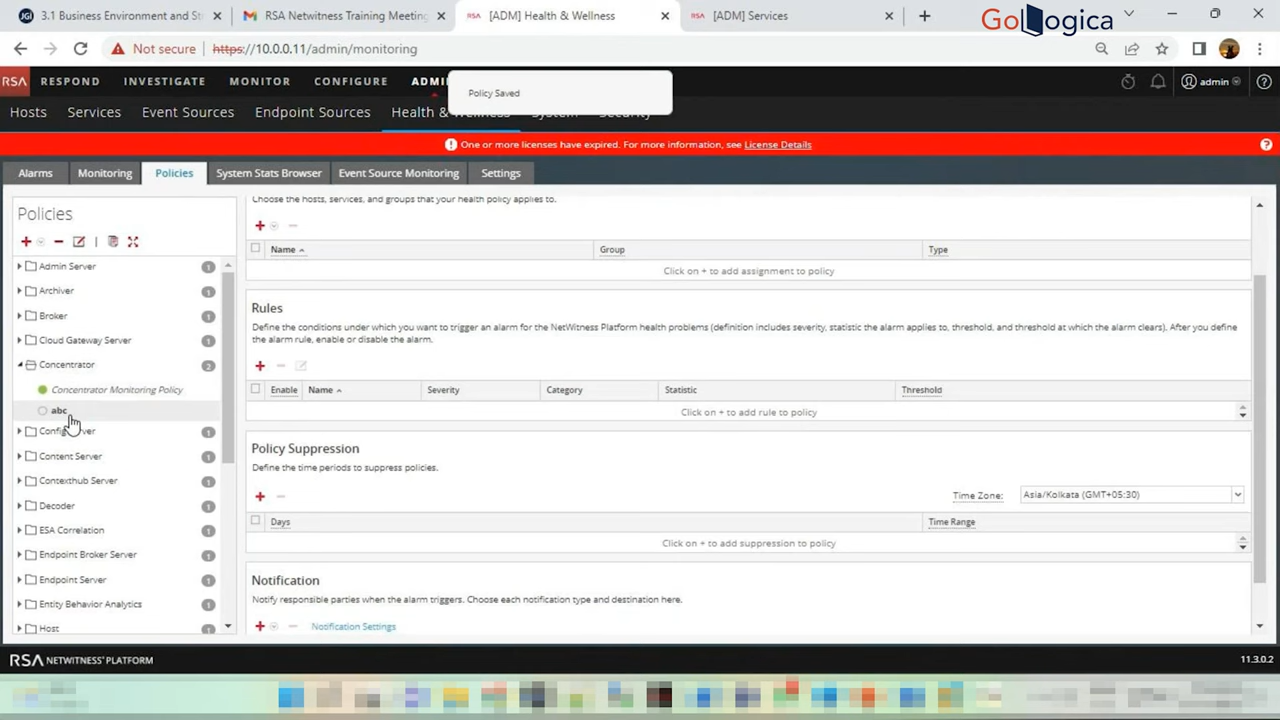 3.1 Business Environment and St
RSA Netwitness Training Meeting
RSA [ADM] Health & Wellness
RSA [ADM] Services
GoLogica
Not secure https://10.0.0.11/admin/monitoring
RSA RESPOND INVESTIGATE MONITOR CONFIGURE ADMI admin
Policy Saved
Hosts Services Event Sources Endpoint Sources Health & Wellness System Security
One or more licenses have expired. For more information, see License Details
Alarms Monitoring Policies System Stats Browser Event Source Monitoring Settings
Policies
Admin Server 1
Archiver 1
Broker 1
Cloud Gateway Server 1
Concentrator 2
Concentrator Monitoring Policy
abc
Config Server 1
Content Server 1
Contexthub Server 1
Decoder 1
ESA Correlation 1
Endpoint Broker Server 1
Endpoint Server 1
Entity Behavior Analytics 1
Host 1
Choose the hosts, services, and groups that your health policy applies to.
Name Group Type
Click on + to add assignment to policy
Rules
Define the conditions under which you want to trigger an alarm for the NetWitness Platform health problems (definition includes severity, statistic the alarm applies to, threshold, and threshold at which the alarm clears). After you define
the alarm rule, enable or disable the alarm.
Enable Name Severity Category Statistic Threshold
Click on + to add rule to policy
Policy Suppression
Define the time periods to suppress policies.
Time Zone: Asia/Kolkata (GMT+05:30)
Days Time Range
Click on + to add suppression to policy
Notification
Notify responsible parties when the alarm triggers. Choose each notification type and destination here.
Notification Settings
RSA NETWITNESS® PLATFORM 11.3.0.2